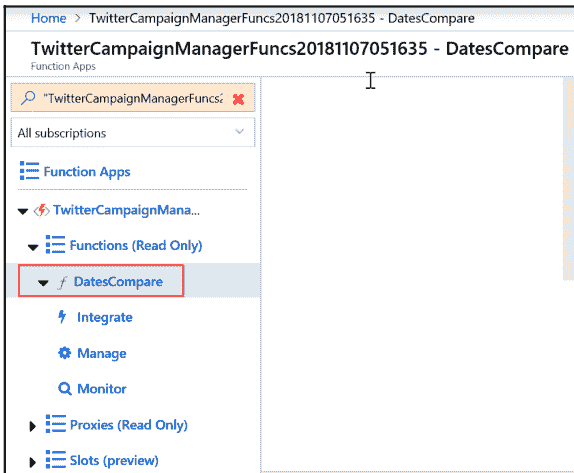 Home > TwitterCampaignManagerFuncs20181107051635 - DatesCompare
TwitterCampaignManagerFuncs20181107051635 - DatesCompare
Function Apps
"TwitterCampaignManagerFuncs2
All subscriptions
Function Apps
TwitterCampaignMana...
Functions (Read Only)
f DatesCompare
Integrate
Manage
Monitor
Proxies (Read Only)
Slots (preview)